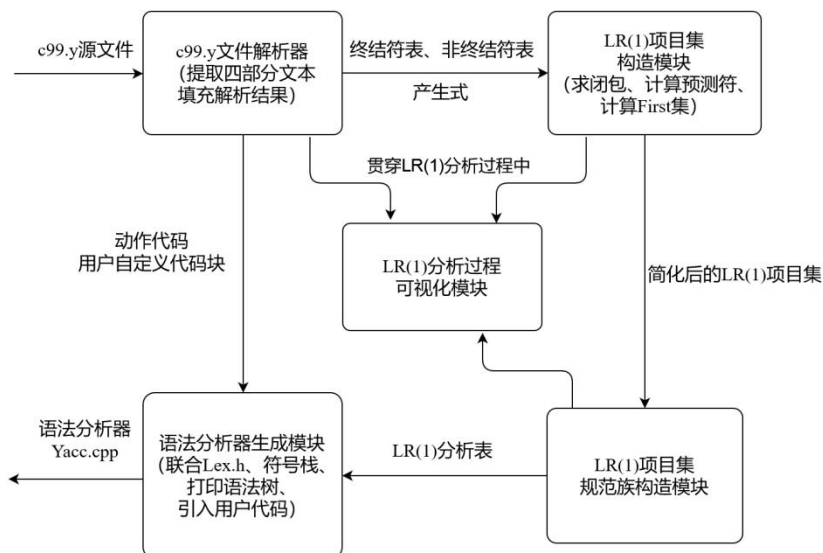 c99.y源文件
c99.y文件解析器
（提取四部分文本
填充解析结果）
终结符表、非终结符表
产生式
LR(1)项目集
构造模块
（求闭包、计算预测符、
计算First集）
贯穿LR(1)分析过程中
动作代码
用户自定义代码块
LR(1)分析过程
可视化模块
简化后的LR(1)项目集
语法分析器
Yacc.cpp
语法分析器生成模块
（联合Lex.h、符号栈、
打印语法树、
引入用户代码）
LR(1)分析表
LR(1)项目集
规范族构造模块